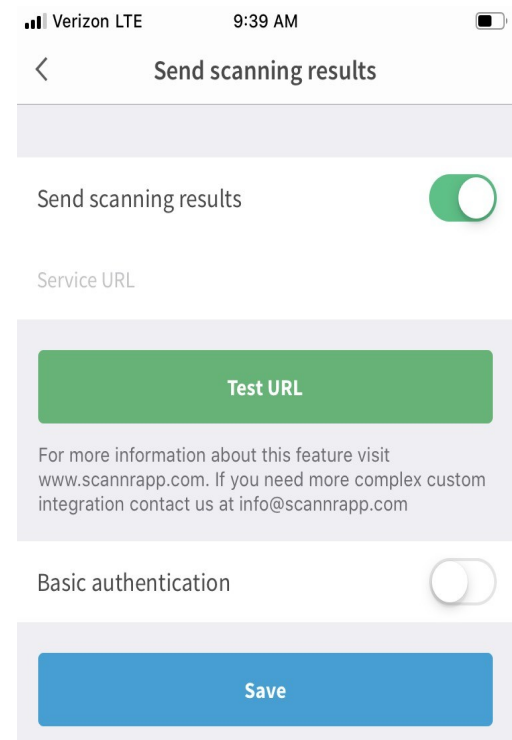 Verizon LTE 9:39 AM
Send scanning results
Send scanning results
Service URL
Test URL
For more information about this feature visit
www.scannrapp.com. If you need more complex custom
integration contact us at info@scannrapp.com
Basic authentication
Save